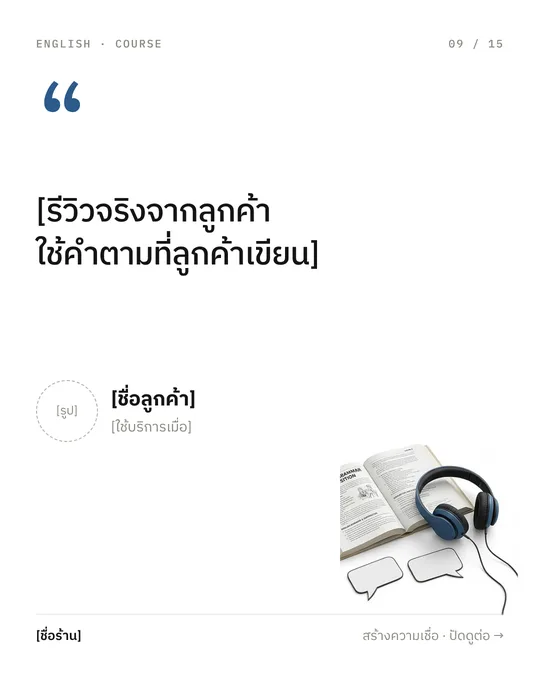 ENGLISH · COURSE
09 / 15
“
[รีวิวจริงจากลูกค้า
ใช้คำตามที่ลูกค้าเขียน]
[รูป]
[ชื่อลูกค้า]
[ใช้บริการเมื่อ]
[ชื่อร้าน]
สร้างความเชื่อ · ปัดดูต่อ →